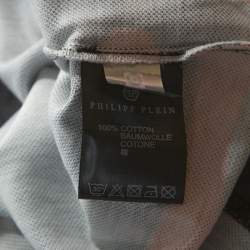 PHILIPP PLEIN
100% COTTON
BAUMWOLLE
COTONE